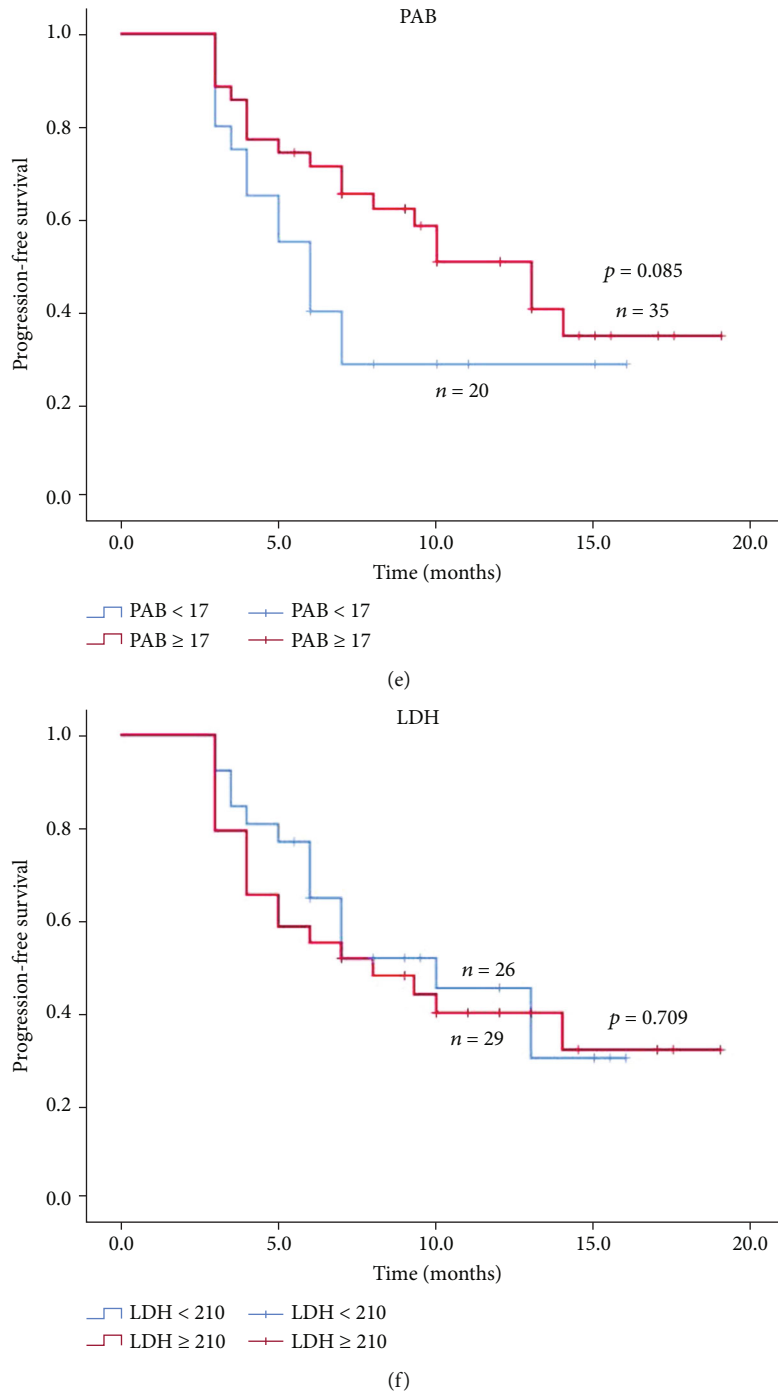 PAB
1.0
0.8
0.6
0.4
0.2
0.0
Progression-free survival
p = 0.085
n = 35
n = 20
0.0 5.0 10.0 15.0 20.0
Time (months)
PAB < 17 PAB < 17
PAB ≥ 17 PAB ≥ 17
(e)
LDH
1.0
0.8
0.6
0.4
0.2
0.0
Progression-free survival
n = 26
p = 0.709
n = 29
0.0 5.0 10.0 15.0 20.0
Time (months)
LDH < 210 LDH < 210
LDH ≥ 210 LDH ≥ 210
(f)